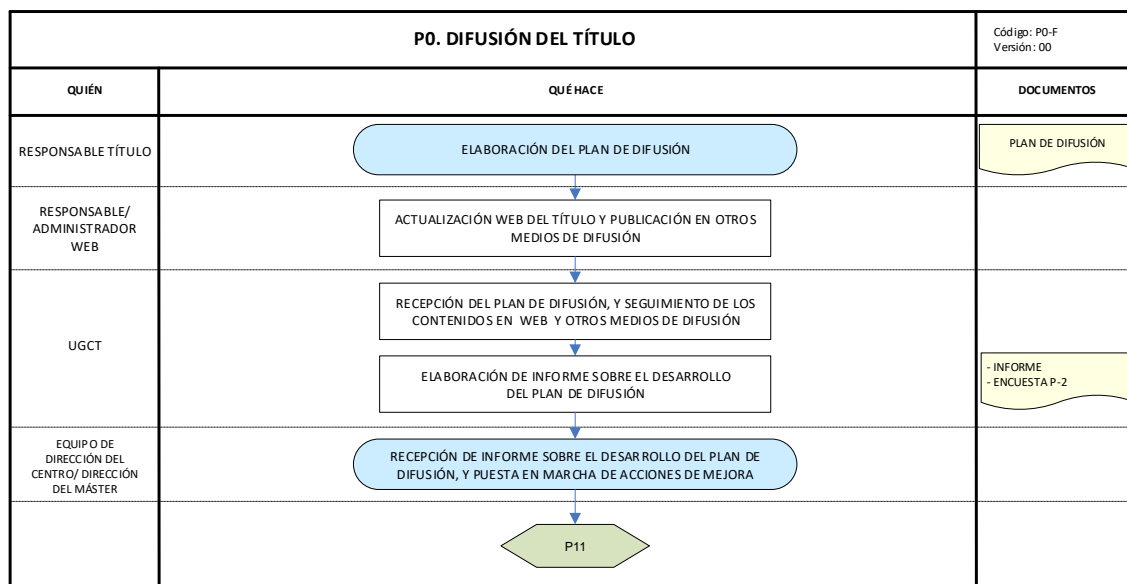 P0. DIFUSIÓN DEL TÍTULO
Código: P0-F
Versión: 00
QUIÉN
QUÉ HACE
DOCUMENTOS
RESPONSABLE TÍTULO
ELABORACIÓN DEL PLAN DE DIFUSIÓN
PLAN DE DIFUSIÓN
RESPONSABLE/
ADMINISTRADOR
WEB
ACTUALIZACIÓN WEB DEL TÍTULO Y PUBLICACIÓN EN OTROS
MEDIOS DE DIFUSIÓN
UGCT
RECEPCIÓN DEL PLAN DE DIFUSIÓN, Y SEGUIMIENTO DE LOS
CONTENIDOS EN WEB Y OTROS MEDIOS DE DIFUSIÓN
ELABORACIÓN DE INFORME SOBRE EL DESARROLLO
DEL PLAN DE DIFUSIÓN
- INFORME
- ENCUESTA P-2
EQUIPO DE
DIRECCIÓN DEL
CENTRO/ DIRECCIÓN
DEL MÁSTER
RECEPCIÓN DE INFORME SOBRE EL DESARROLLO DEL PLAN DE
DIFUSIÓN, Y PUESTA EN MARCHA DE ACCIONES DE MEJORA
P11